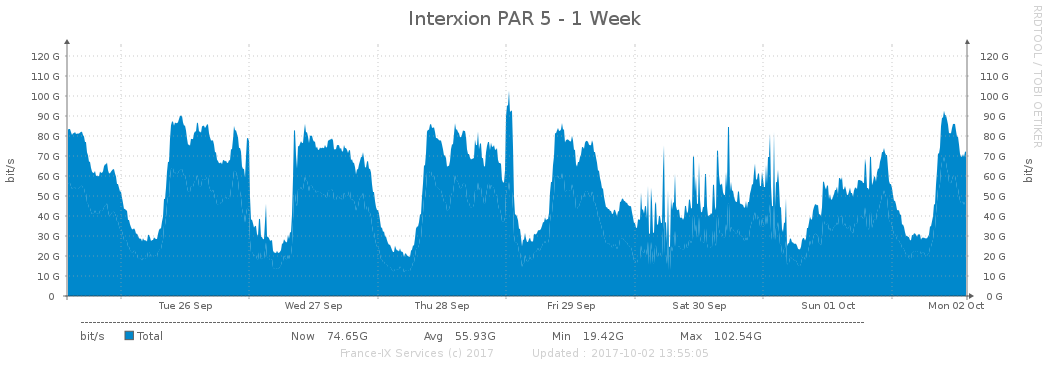 Interxion PAR 5 - 1 Week
RRDTOOL / TOBI OETIKER
bit/s
120 G 120 G
110 G 110 G
100 G 100 G
90 G 90 G
80 G 80 G
70 G 70 G
60 G 60 G
50 G 50 G
40 G 40 G
30 G 30 G
20 G 20 G
10 G 10 G
0 0 G
bit/s
Tue 26 Sep Wed 27 Sep Thu 28 Sep Fri 29 Sep Sat 30 Sep Sun 01 Oct Mon 02 Oct
bit/s Total Now 74.65G Avg 55.93G Min 19.42G Max 102.54G
France-IX Services (c) 2017 Updated : 2017-10-02 13:55:05